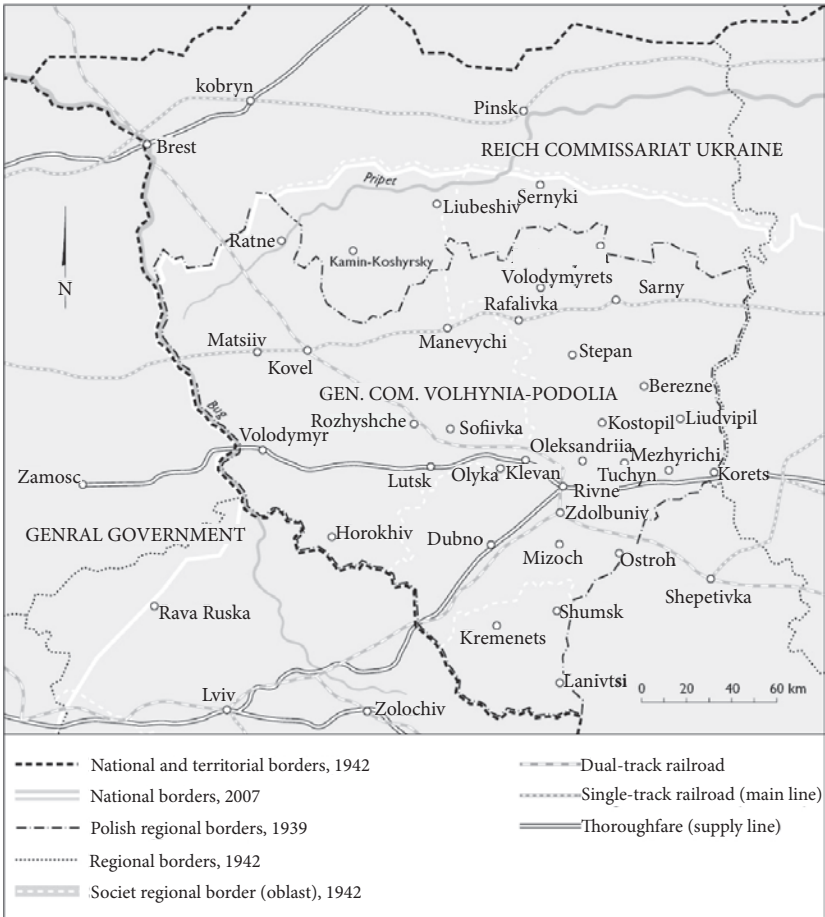 kobryn
Pinsk
Brest
REICH COMMISSARIAT UKRAINE
Pripet
Sernyki
Liubeshiv
Ratne
Kamin-Koshyrsky
N
Volodymyrets
Sarny
Rafalivka
Manevychi
Matsiiv
Kovel
Stepan
Berezne
GEN. COM. VOLHYNIA-PODOLIA
Bug
Rozhyshche
Sofiivka
Kostopil
Liudvipil
Volodymyr
Oleksandriia
Mezhyrichi
Zamosc
Lutsk
Olyka
Klevan
Tuchyn
Korets
Rivne
Zdolbuniv
GENRAL GOVERNMENT
Horokhiv
Dubno
Mizoch
Ostroh
Shepetivka
Rava Ruska
Shumsk
Kremenets
Lanivtsi
0 20 40 60 km
Lviv
Zolochiv
National and territorial borders, 1942
National borders, 2007
Polish regional borders, 1939
Regional borders, 1942
Societ regional border (oblast), 1942
Dual-track railroad
Single-track railroad (main line)
Thoroughfare (supply line)